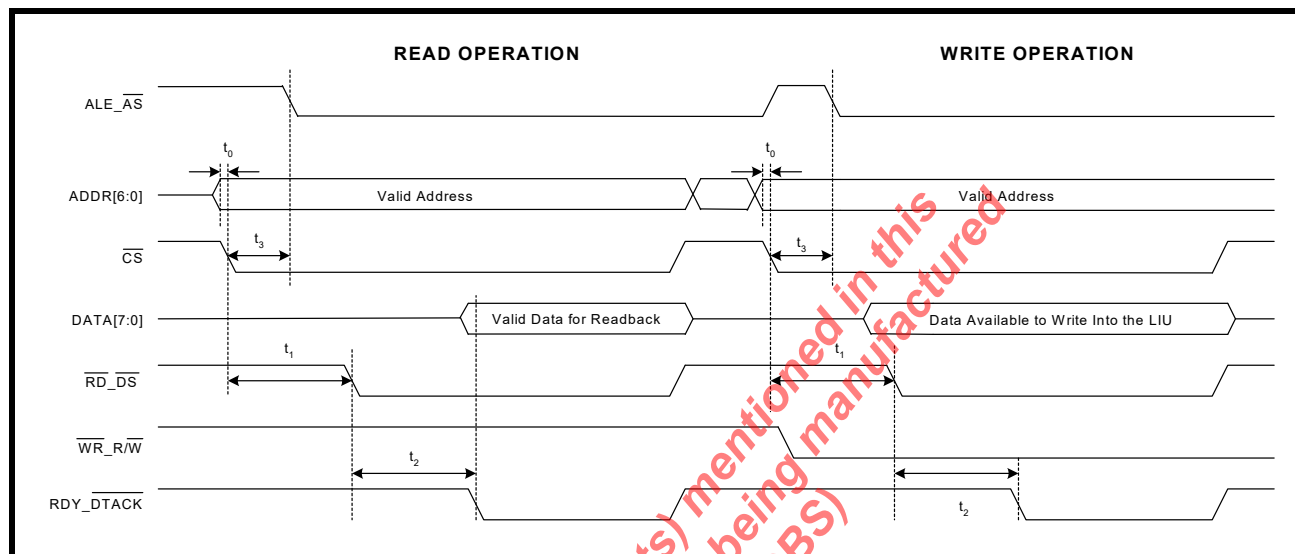 READ OPERATION WRITE OPERATION
ALE_AS
t0 t0
ADDR[6:0] Valid Address Valid Address
CS t3 t3
DATA[7:0] Valid Data for Readback Data Available to Write Into the LIU
t1 t1
RD_DS
WR_R/W
t2 t2
RDY_DTACK
s) mentioned in this
being manufactured
BS)